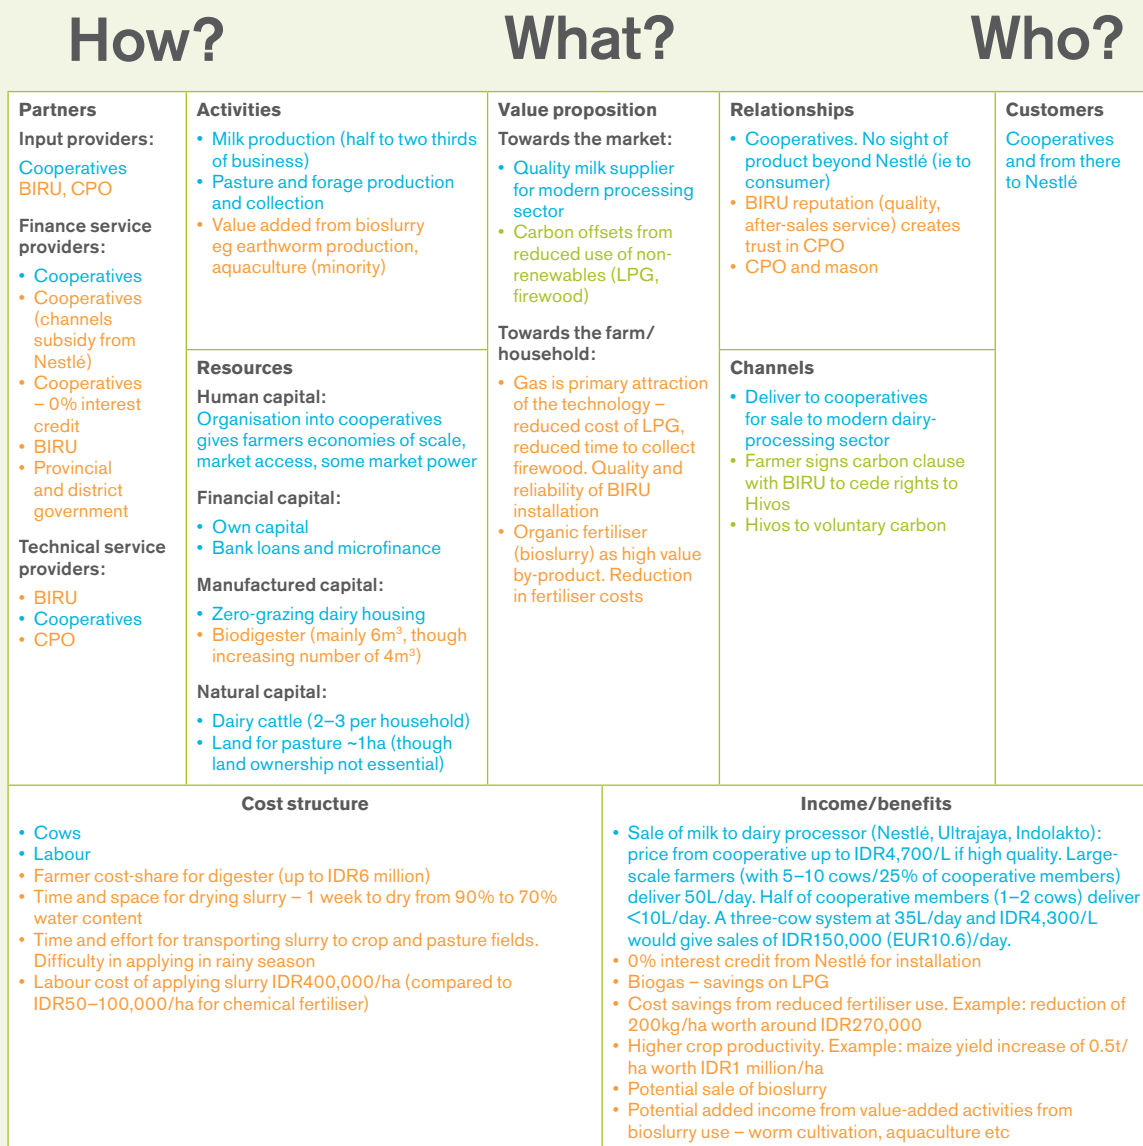 How?
What?
Who?
Partners
Input providers:
Cooperatives
BIRU, CPO
Finance service
providers:
• Cooperatives
• Cooperatives
(channels
subsidy from
Nestlé)
• Cooperatives
– 0% interest
credit
• BIRU
• Provincial
and district
government
Technical service
providers:
• BIRU
• Cooperatives
• CPO
Activities
• Milk production (half to two thirds
of business)
• Pasture and forage production
and collection
• Value added from bioslurry
eg earthworm production,
aquaculture (minority)
Resources
Human capital:
Organisation into cooperatives
gives farmers economies of scale,
market access, some market power
Financial capital:
• Own capital
• Bank loans and microfinance
Manufactured capital:
• Zero-grazing dairy housing
• Biodigester (mainly 6m³, though
increasing number of 4m³)
Natural capital:
• Dairy cattle (2–3 per household)
• Land for pasture ~1ha (though
land ownership not essential)
Value proposition
Towards the market:
• Quality milk supplier
for modern processing
sector
• Carbon offsets from
reduced use of non-
renewables (LPG,
firewood)
Towards the farm/
household:
• Gas is primary attraction
of the technology –
reduced cost of LPG,
reduced time to collect
firewood. Quality and
reliability of BIRU
installation
• Organic fertiliser
(bioslurry) as high value
by-product. Reduction
in fertiliser costs
Relationships
• Cooperatives. No sight of
product beyond Nestlé (ie to
consumer)
• BIRU reputation (quality,
after-sales service) creates
trust in CPO
• CPO and mason
Channels
• Deliver to cooperatives
for sale to modern dairy-
processing sector
• Farmer signs carbon clause
with BIRU to cede rights to
Hivos
• Hivos to voluntary carbon
Customers
Cooperatives
and from there
to Nestlé
Cost structure
• Cows
• Labour
• Farmer cost-share for digester (up to IDR6 million)
• Time and space for drying slurry – 1 week to dry from 90% to 70%
water content
• Time and effort for transporting slurry to crop and pasture fields.
Difficulty in applying in rainy season
• Labour cost of applying slurry IDR400,000/ha (compared to
IDR50–100,000/ha for chemical fertiliser)
Income/benefits
• Sale of milk to dairy processor (Nestlé, Ultrajaya, Indolakto):
price from cooperative up to IDR4,700/L if high quality. Large-
scale farmers (with 5–10 cows/25% of cooperative members)
deliver 50L/day. Half of cooperative members (1–2 cows) deliver
<10L/day. A three-cow system at 35L/day and IDR4,300/L
would give sales of IDR150,000 (EUR10.6)/day.
• 0% interest credit from Nestlé for installation
• Biogas – savings on LPG
• Cost savings from reduced fertiliser use. Example: reduction of
200kg/ha worth around IDR270,000
• Higher crop productivity. Example: maize yield increase of 0.5t/
ha worth IDR1 million/ha
• Potential sale of bioslurry
• Potential added income from value-added activities from
bioslurry use – worm cultivation, aquaculture etc